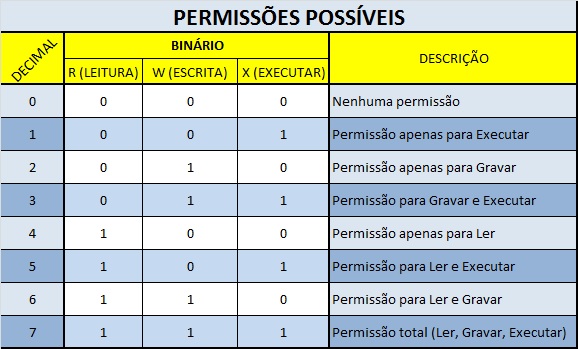 PERMISSÕES POSSÍVEIS
DECIMAL BINÁRIO DESCRIÇÃO
R (LEITURA) W (ESCRITA) X (EXECUTAR)
0 0 0 0 Nenhuma permissão
1 0 0 1 Permissão apenas para Executar
2 0 1 0 Permissão apenas para Gravar
3 0 1 1 Permissão para Gravar e Executar
4 1 0 0 Permissão apenas para Ler
5 1 0 1 Permissão para Ler e Executar
6 1 1 0 Permissão para Ler e Gravar
7 1 1 1 Permissão total (Ler, Gravar, Executar)